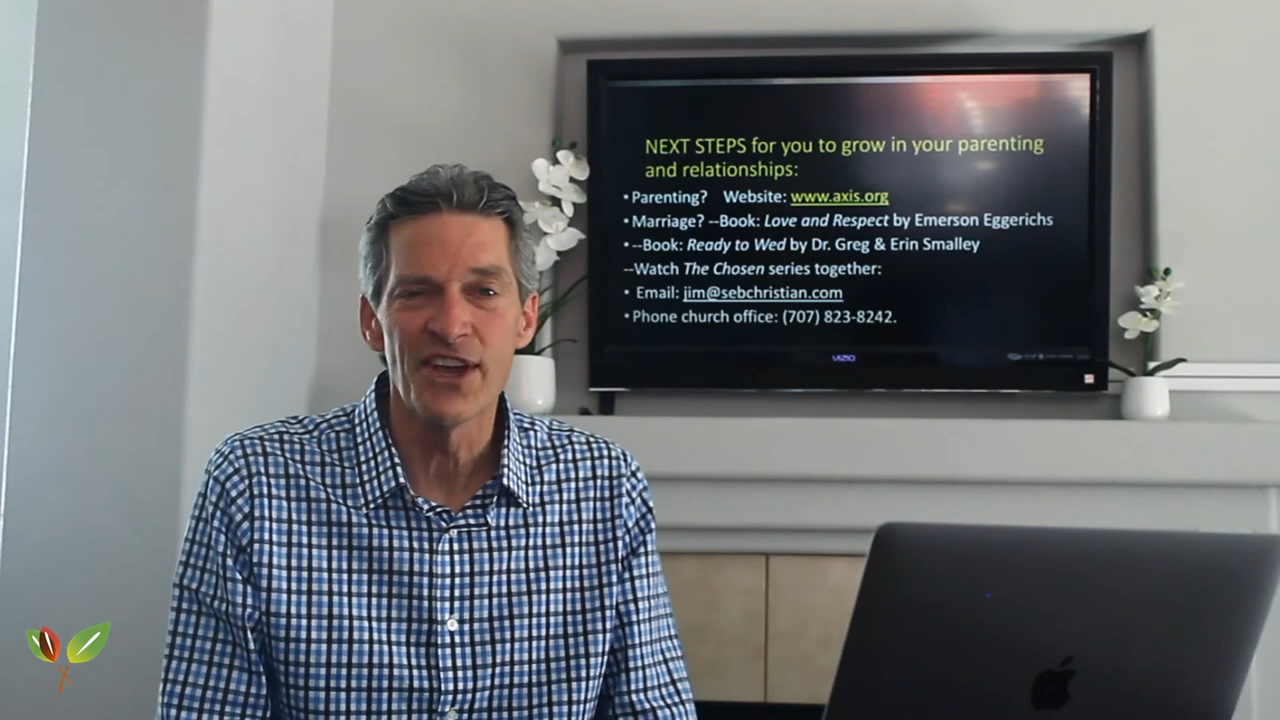 NEXT STEPS for you to grow in your parenting
and relationships:
• Parenting? Website: www.axis.org
• Marriage? --Book: Love and Respect by Emerson Eggerichs
• --Book: Ready to Wed by Dr. Greg & Erin Smalley
--Watch The Chosen series together:
• Email: jim@sebchristian.com
• Phone church office: (707) 823-8242.
VIZIO